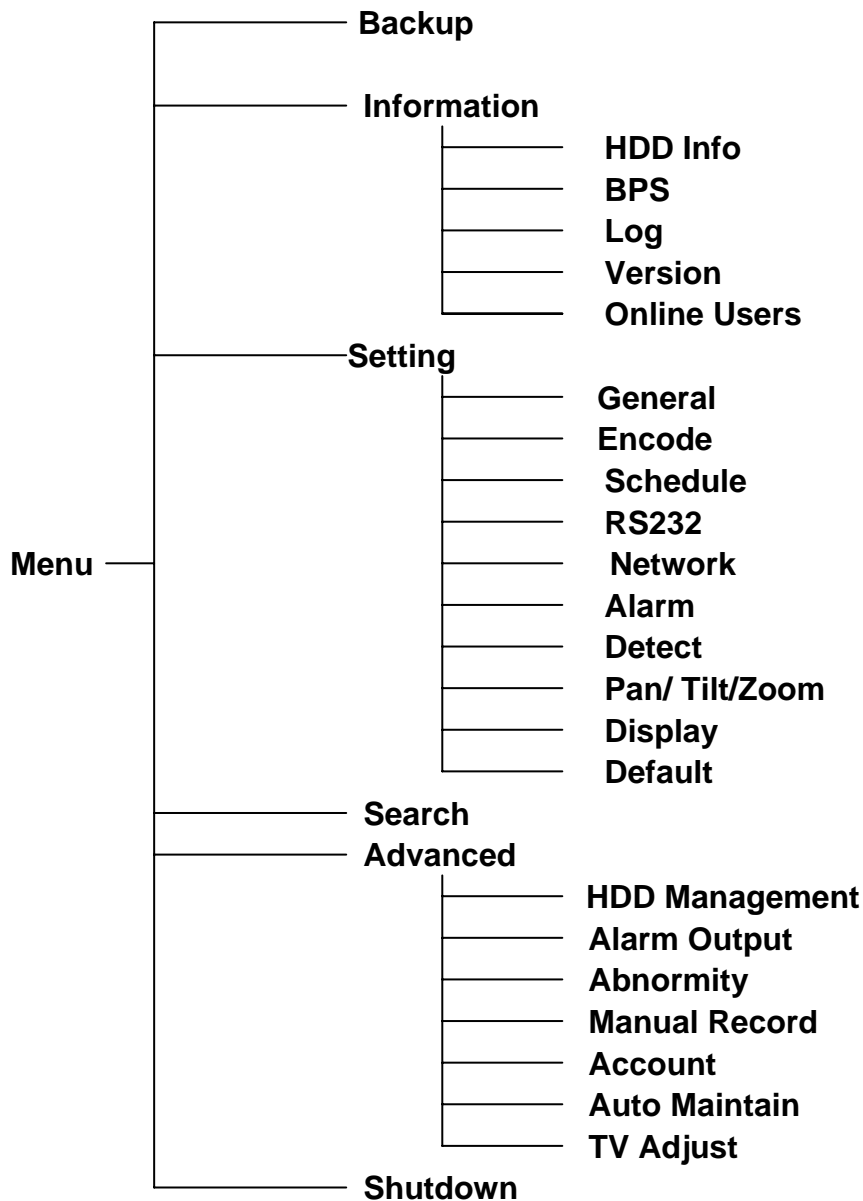 Backup
Information
HDD Info
BPS
Log
Version
Online Users
Setting
General
Encode
Schedule
RS232
Menu
Network
Alarm
Detect
Pan/ Tilt/Zoom
Display
Default
Search
Advanced
HDD Management
Alarm Output
Abnormity
Manual Record
Account
Auto Maintain
TV Adjust
Shutdown